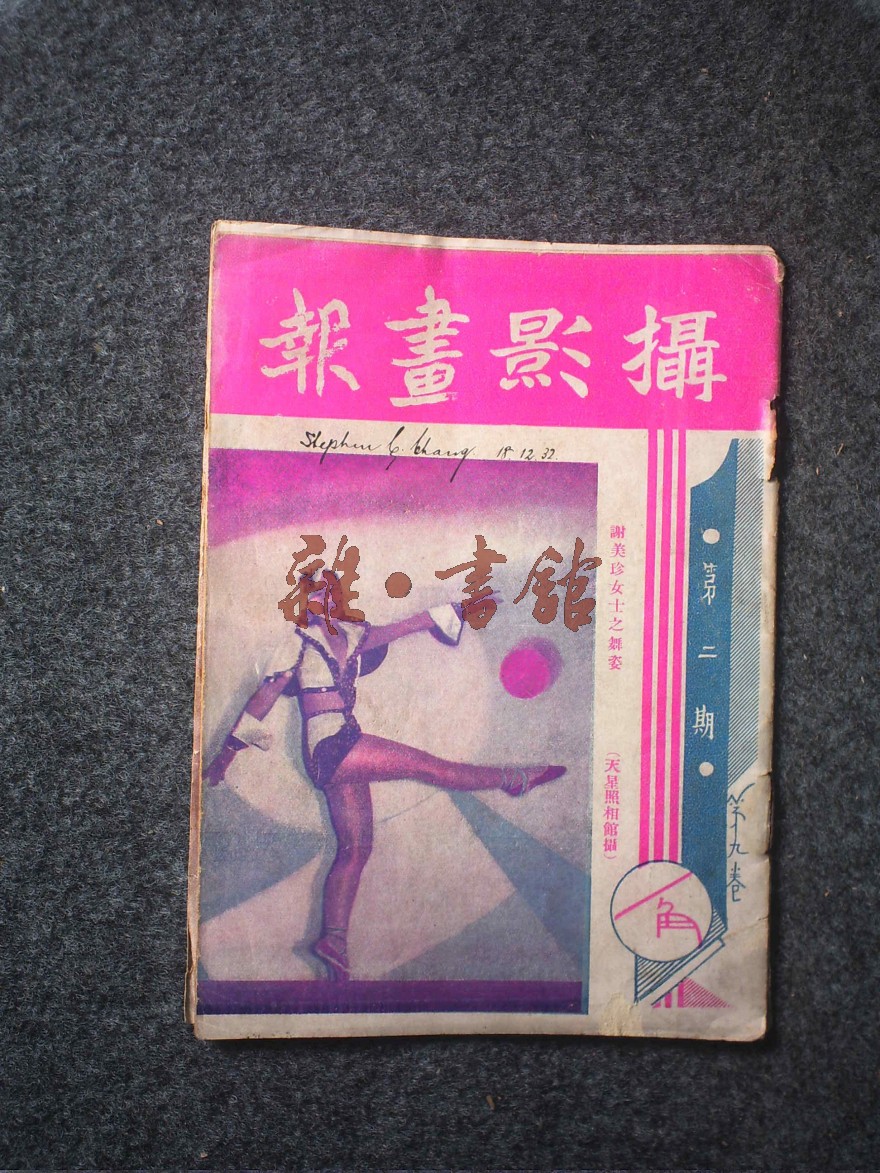 攝影畫報
Stephen C. Chang 18.12.32.
謝美珍女士之舞姿
（天星照相館攝）
●第二期●
第九卷
一角
雜·書館